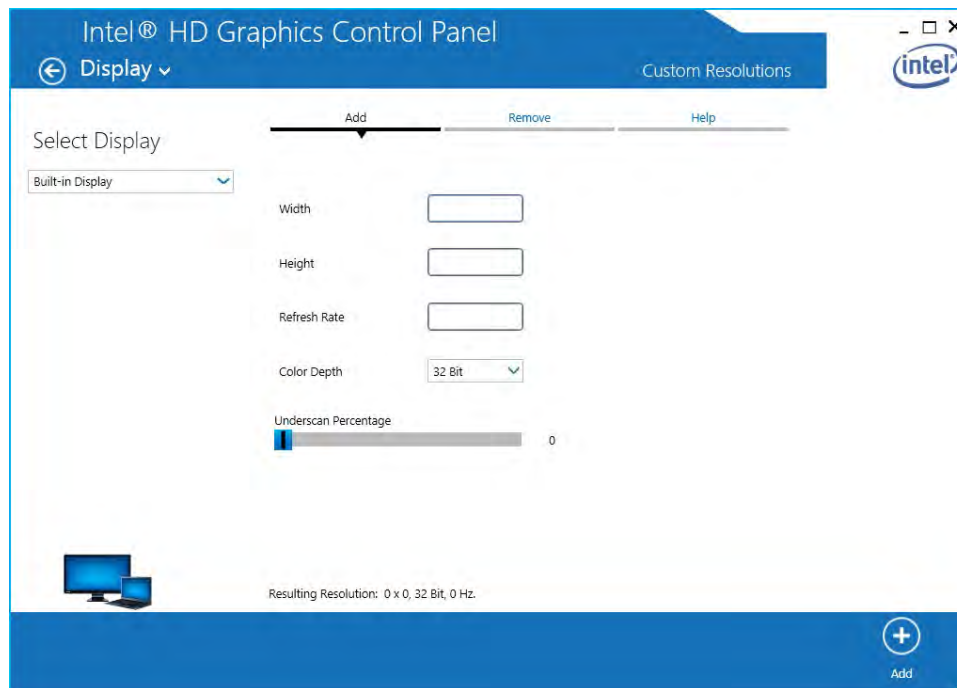 Intel® HD Graphics Control Panel
Display
Custom Resolutions
intel
Select Display
Built-in Display
Add Remove Help
Width
Height
Refresh Rate
Color Depth 32 Bit
Underscan Percentage
0
Resulting Resolution: 0 x 0, 32 Bit, 0 Hz.
Add